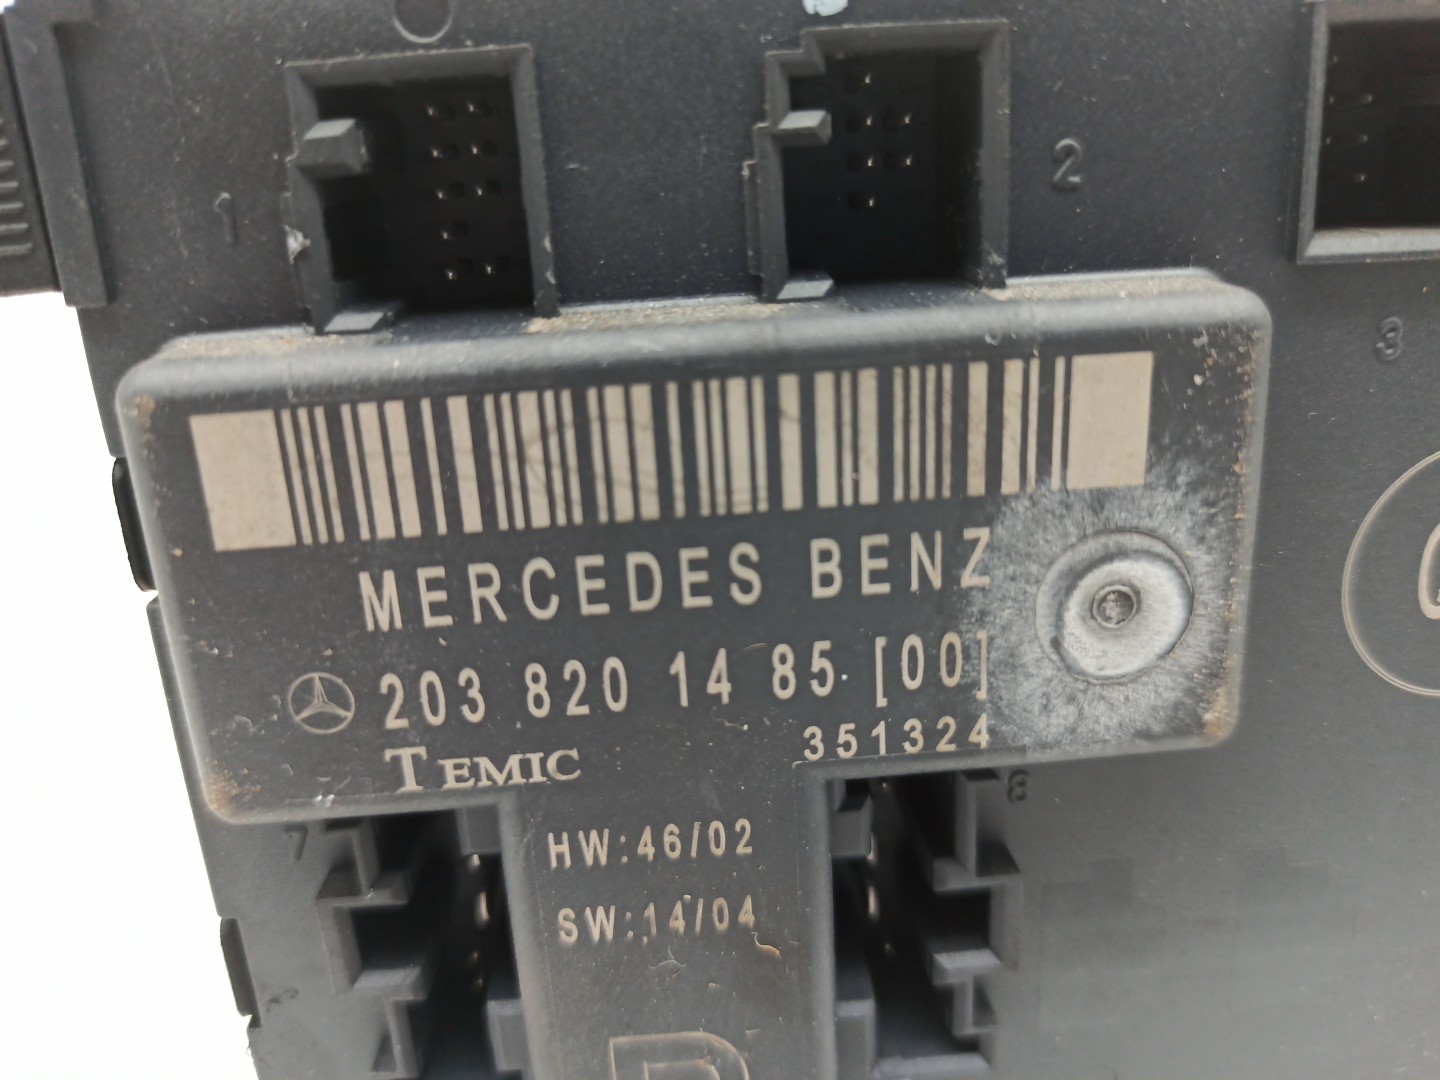 1
2
3
MERCEDES BENZ
203 820 14 85 [00]
TEMIC 351324
7
8
HW:46/02
SW:14/04